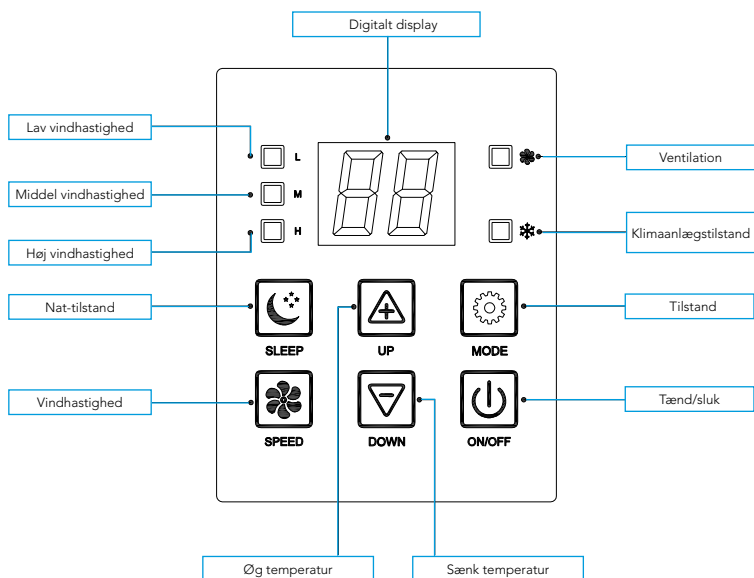 Digitalt display
Lav vindhastighed
L
Ventilation
Middel vindhastighed
M
Høj vindhastighed
H
Klimaanlægstilstand
Nat-tilstand
Tilstand
SLEEP
UP
MODE
Vindhastighed
Tænd/sluk
SPEED
DOWN
ON/OFF
Øg temperatur
Sænk temperatur